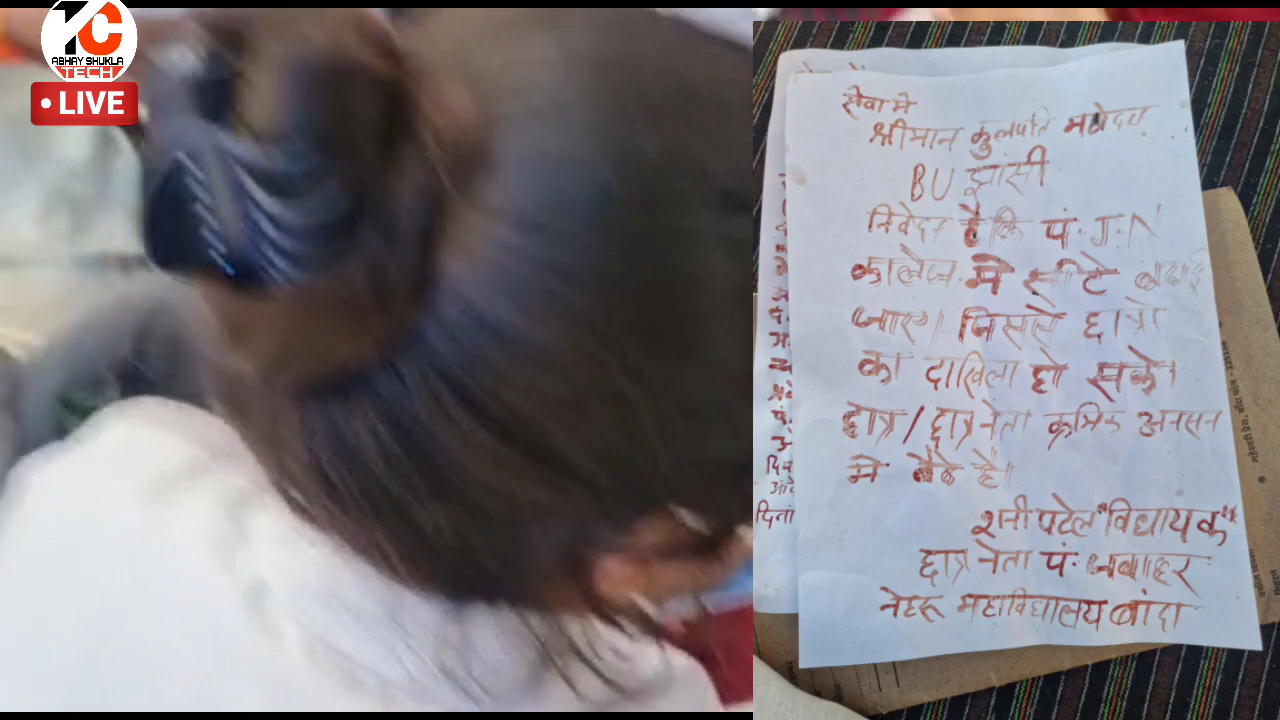 TC
ABHAY SHUKLA
TECH
LIVE
सेवा मे
श्रीमान कुलपति महोदय
BU झांसी
निवेदन है कि पं. J.N
कालेज मे सीटे बढाई
जाए। जिससे छात्रो
का दाखिला हो सके।
छात्र / छात्र नेता क्रमिक अनसन
मे बैठे है।
शनी पटेल "विधायक"
छात्र नेता पं. जवाहर
नेहरू महाविधालय बांदा
दिनां